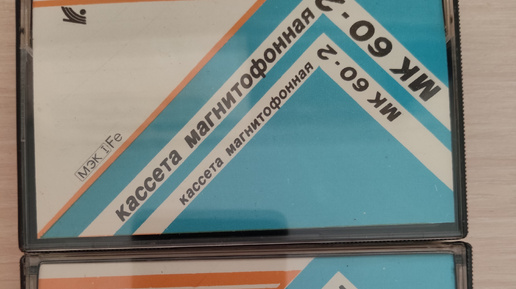 кассета магнитофонная
МК 60-2
кассета магнитофонная
МК 60-2
МЭК I Fe